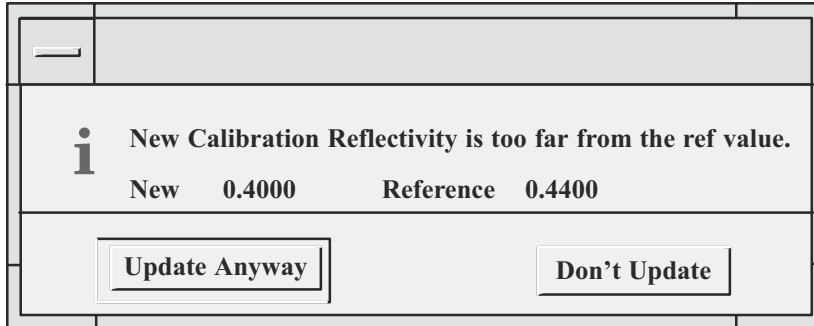 i
New Calibration Reflectivity is too far from the ref value.
New 0.4000 Reference 0.4400
Update Anyway Don’t Update